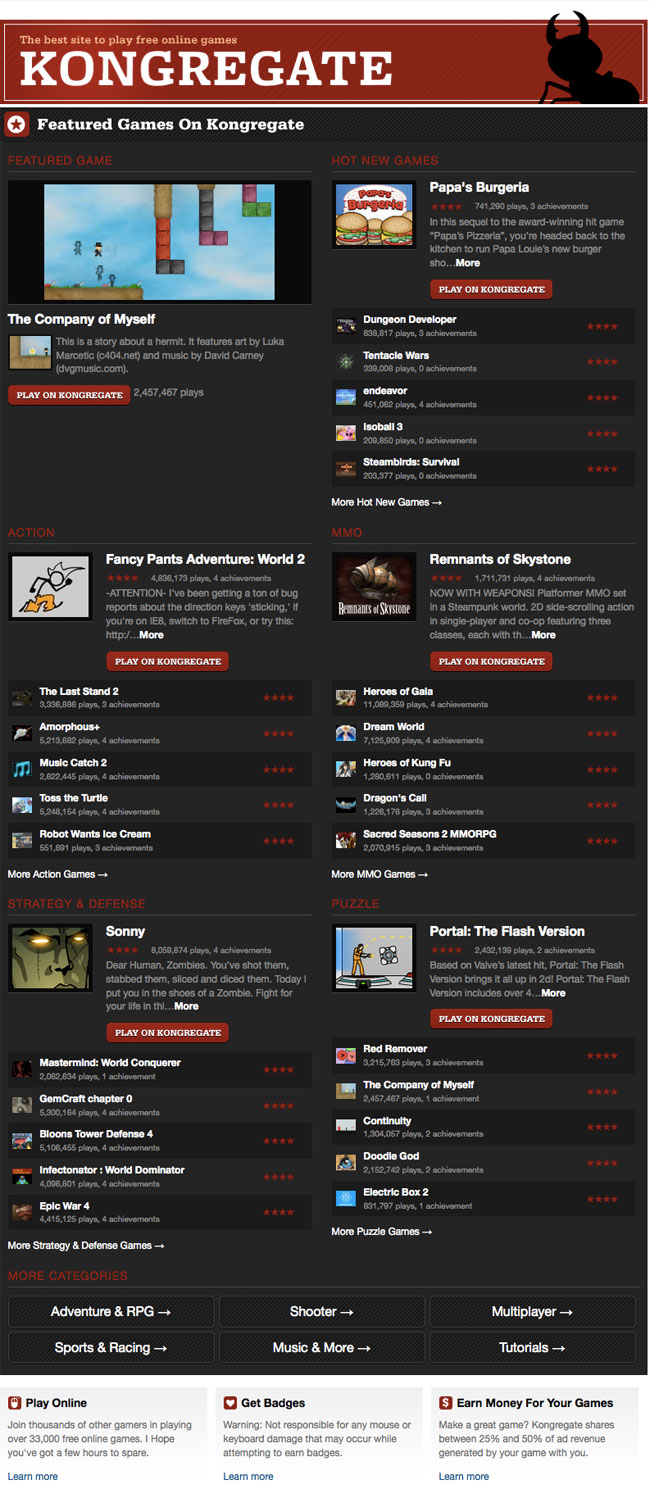 The best site to play free online games
KONGREGATE
Featured Games On Kongregate
FEATURED GAME
The Company of Myself
This is a story about a hermit. It features art by Luka
Marcetic (c404.net) and music by David Carney
(dvgmusic.com).
PLAY ON KONGREGATE 2,457,467 plays
HOT NEW GAMES
Papa's Burgeria
Papa's Burgeria
741,290 plays, 3 achievements
In this sequel to the award-winning hit game
"Papa's Pizzeria", you're headed back to the
kitchen to run Papa Louie's new burger
sho...More
PLAY ON KONGREGATE
Dungeon Developer
638,817 plays, 3 achievements
Tentacle Wars
339,008 plays, 0 achievements
endeavor
451,062 plays, 4 achievements
Isoball 3
209,850 plays, 0 achievements
Steambirds: Survival
203,377 plays, 0 achievements
More Hot New Games →
ACTION
Fancy Pants Adventure: World 2
4,836,173 plays, 4 achievements
-ATTENTION- I've been getting a ton of bug
reports about the direction keys 'sticking,' if
you're on IE8, switch to FireFox, or try this:
http:/...More
PLAY ON KONGREGATE
The Last Stand 2
3,336,886 plays, 3 achievements
Amorphous+
5,213,682 plays, 4 achievements
Music Catch 2
2,622,445 plays, 4 achievements
Toss the Turtle
5,248,154 plays, 4 achievements
Robot Wants Ice Cream
551,691 plays, 3 achievements
More Action Games →
MMO
Remnants of Skystone
Remnants of Skystone
1,711,731 plays, 4 achievements
NOW WITH WEAPONS! Platformer MMO set
in a Steampunk world. 2D side-scrolling action
in single-player and co-op featuring three
classes, each with th...More
PLAY ON KONGREGATE
Heroes of Gaia
11,089,359 plays, 4 achievements
Dream World
7,125,909 plays, 4 achievements
Heroes of Kung Fu
1,280,611 plays, 0 achievements
Dragon's Call
1,226,176 plays, 3 achievements
Sacred Seasons 2 MMORPG
2,070,915 plays, 3 achievements
More MMO Games →
STRATEGY & DEFENSE
Sonny
8,059,874 plays, 4 achievements
Dear Human, Zombies. You've shot them,
stabbed them, sliced and diced them. Today I
put you in the shoes of a Zombie. Fight for
your life in thi...More
PLAY ON KONGREGATE
Mastermind: World Conquerer
2,062,634 plays, 1 achievement
GemCraft chapter 0
5,300,164 plays, 4 achievements
Bloons Tower Defense 4
5,106,455 plays, 4 achievements
Infectonator : World Dominator
4,098,801 plays, 4 achievements
Epic War 4
4,415,125 plays, 4 achievements
More Strategy & Defense Games →
PUZZLE
Portal: The Flash Version
2,432,139 plays, 2 achievements
Based on Valve's latest hit, Portal: The Flash
Version brings it all up in 2d! Portal: The Flash
Version includes over 4...More
PLAY ON KONGREGATE
Red Remover
3,215,763 plays, 3 achievements
The Company of Myself
2,457,467 plays, 1 achievement
Continuity
1,304,057 plays, 2 achievements
Doodle God
2,152,742 plays, 2 achievements
Electric Box 2
831,797 plays, 1 achievement
More Puzzle Games →
MORE CATEGORIES
Adventure & RPG →
Shooter →
Multiplayer →
Sports & Racing →
Music & More →
Tutorials →
Play Online
Join thousands of other gamers in playing
over 33,000 free online games. I Hope
you've got a few hours to spare.
Learn more
Get Badges
Warning: Not responsible for any mouse or
keyboard damage that may occur while
attempting to earn badges.
Learn more
Earn Money For Your Games
Make a great game? Kongregate shares
between 25% and 50% of ad revenue
generated by your game with you.
Learn more